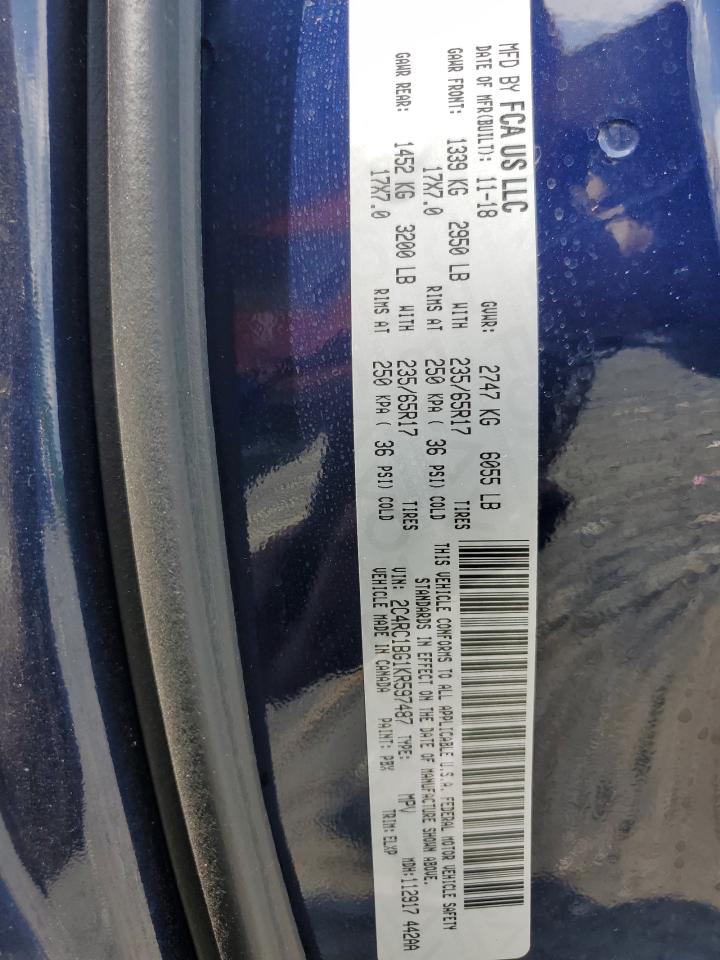 MFD BY FCA US LLC
DATE OF MFR(BUILT): 11-18 GVWR: 2747 KG 6055 LB
GAWR FRONT: 1339 KG 2950 LB WITH 235/65R17 TIRES
17X7.0 RIMS AT 250 KPA ( 36 PSI) COLD
GAWR REAR: 1452 KG 3200 LB WITH 235/65R17 TIRES
17X7.0 RIMS AT 250 KPA ( 36 PSI) COLD
THIS VEHICLE CONFORMS TO ALL APPLICABLE U.S.A. FEDERAL MOTOR VEHICLE SAFETY
STANDARDS IN EFFECT ON THE DATE OF MANUFACTURE SHOWN ABOVE.
VIN: 2C4RC1BG1KR597487 TYPE: MPV MDH:112917 442AA
VEHICLE MADE IN CANADA PAINT: PBX TRIM: ELXP